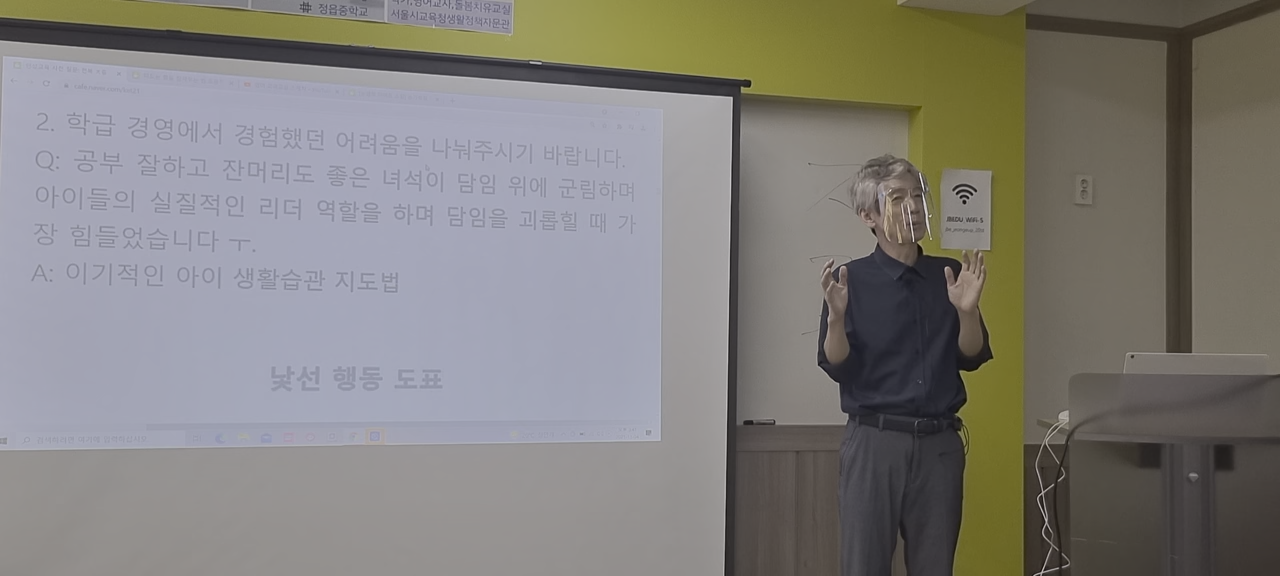 정읍중학교
서울시교육청생활정책자문관
2. 학급 경영에서 경험했던 어려움을 나눠주시기 바랍니다.
Q: 공부 잘하고 잔머리도 좋은 녀석이 담임 위에 군림하며
아이들의 실질적인 리더 역할을 하며 담임을 괴롭힐 때 가
장 힘들었습니다 ㅜ.
A: 이기적인 아이 생활습관 지도법
낯선 행동 도표
JBEDU_WiFi-5